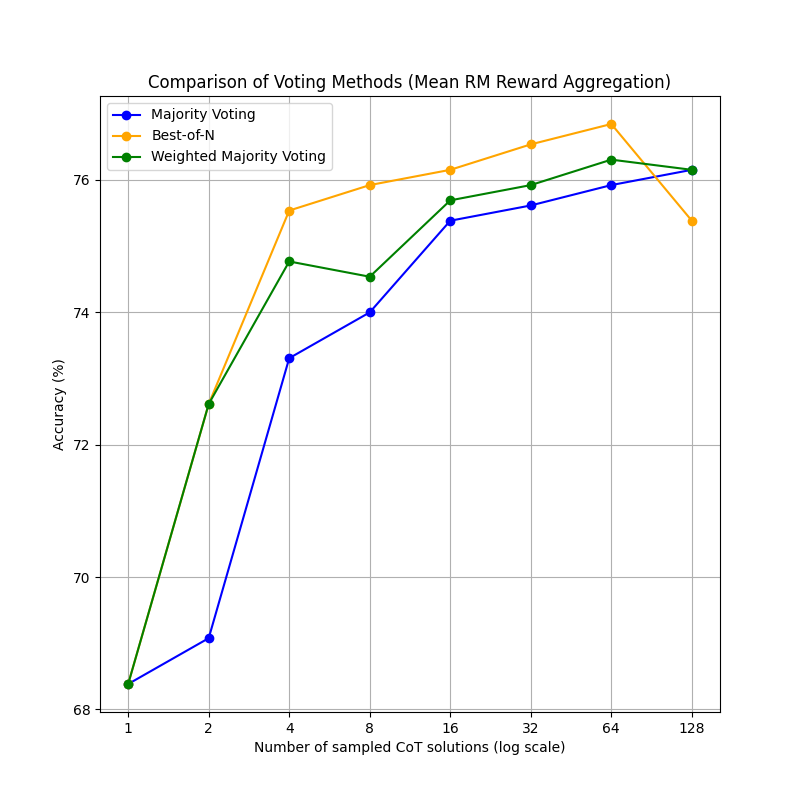 Comparison of Voting Methods (Mean RM Reward Aggregation)
Majority Voting
Best-of-N
Weighted Majority Voting
Accuracy (%)
76
74
72
70
68
1 2 4 8 16 32 64 128
Number of sampled CoT solutions (log scale)